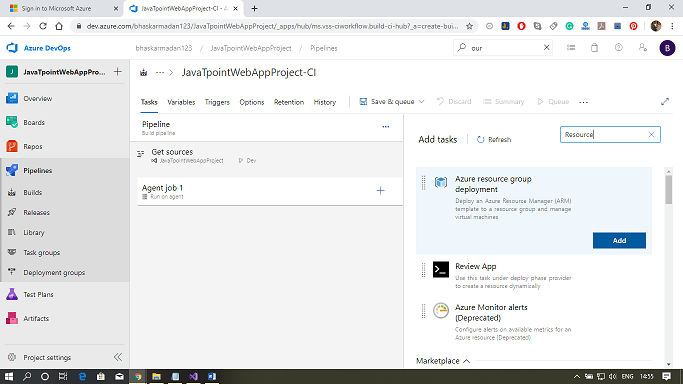 Sign in to Microsoft Azure
JavaTpointWebAppProject-CI - A
dev.azure.com/bhaskarmadan123/JavaTpointWebAppProject/_apps/hub/ms.vss-ciworkflow.build-ci-hub?_a=create-bui...
Azure DevOps
bhaskarmadan123 / JavaTpointWebAppProject / Pipelines
our
B
J
JavaTpointWebAppPro...
JavaTpointWebAppProject-CI
Overview
Boards
Repos
Pipelines
Builds
Releases
Library
Task groups
Deployment groups
Test Plans
Artifacts
Project settings
Tasks Variables Triggers Options Retention History
Save & queue Discard Summary Queue ...
Pipeline
Build pipeline
Get sources
JavaTpointWebAppProject Dev
Agent job 1
Run on agent
Add tasks Refresh Resource
Azure resource group
deployment
Deploy an Azure Resource Manager (ARM)
template to a resource group and manage
virtual machines
Add
Review App
Use this task under deploy phase provider
to create a resource dynamically
Azure Monitor alerts
(Deprecated)
Configure alerts on available metrics for an
Azure resource (Deprecated)
Marketplace
ENG 14:55